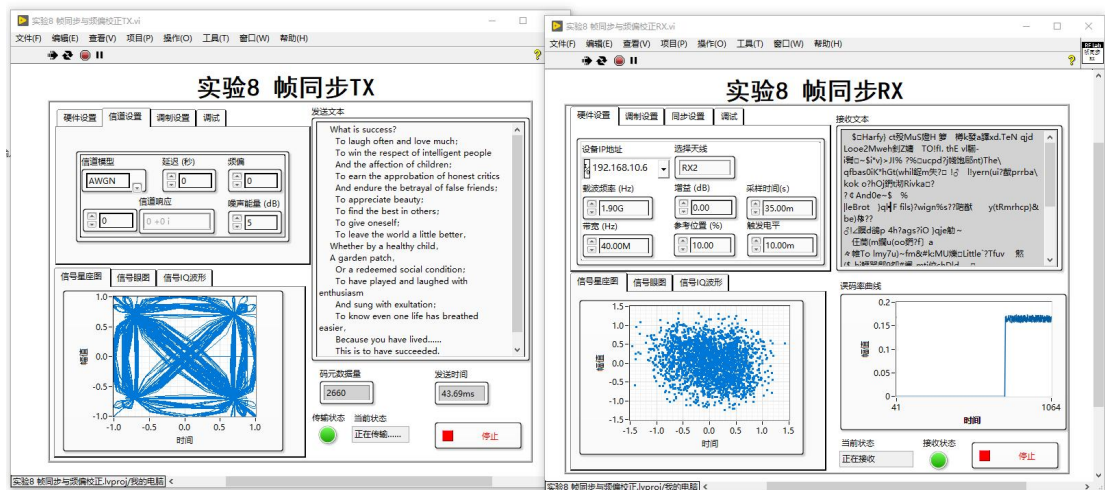 实验8 帧同步与频偏校正TX.vi
文件(F) 编辑(E) 查看(V) 项目(P) 操作(O) 工具(T) 窗口(W) 帮助(H)
实验8 帧同步TX
硬件设置 信道设置 调制设置 调试
信道模型 延迟 (秒) 频偏
AWGN 0 0
信道响应 噪声能量 (dB)
0 0 +0 i 5
信号星座图 信号眼图 信号IQ波形
幅值
1.0
0.5
0.0
-0.5
-1.0
-1.0 -0.5 0.0 0.5 1.0
时间
发送文本
What is success?
To laugh often and love much;
To win the respect of intelligent people
And the affection of children;
To earn the approbation of honest critics
And endure the betrayal of false friends;
To appreciate beauty;
To find the best in others;
To give oneself;
To leave the world a little better,
Whether by a healthy child,
A garden patch,
Or a redeemed social condition;
To have played and laughed with
enthusiasm
And sung with exultation;
To know even one life has breathed
easier,
Because you have lived......
This is to have succeeded.
码元数据量 发送时间
2660 43.69ms
传输状态 当前状态
正在传输...... 停止
实验8 帧同步与频偏校正.lvproj/我的电脑
实验8 帧同步与频偏校正RX.vi
文件(F) 编辑(E) 查看(V) 项目(P) 操作(O) 工具(T) 窗口(W) 帮助(H)
RF Lab
帧同步
RX
实验8 帧同步RX
硬件设置 调制设置 同步设置 调试
设备IP地址 选择天线
192.168.10.6 RX2
载波频率 (Hz) 增益 (dB) 采样时间(s)
1.90G 0.00 35.00m
带宽 (Hz) 参考位置 (%) 触发电平
40.00M 10.00 10.00m
信号星座图 信号眼图 信号IQ波形
幅值
1.5
1.0
0.5
0.0
-0.5
-1.0
-1.5 -1.0 -0.5 0.0 0.5 1.0 1.5
时间
接收文本
误码率曲线
幅值
0.2
0.15
0.1
0.05
0
41 1064
时间
当前状态 接收状态
正在接收 停止
实验8 帧同步与频偏校正.lvproj/我的电脑